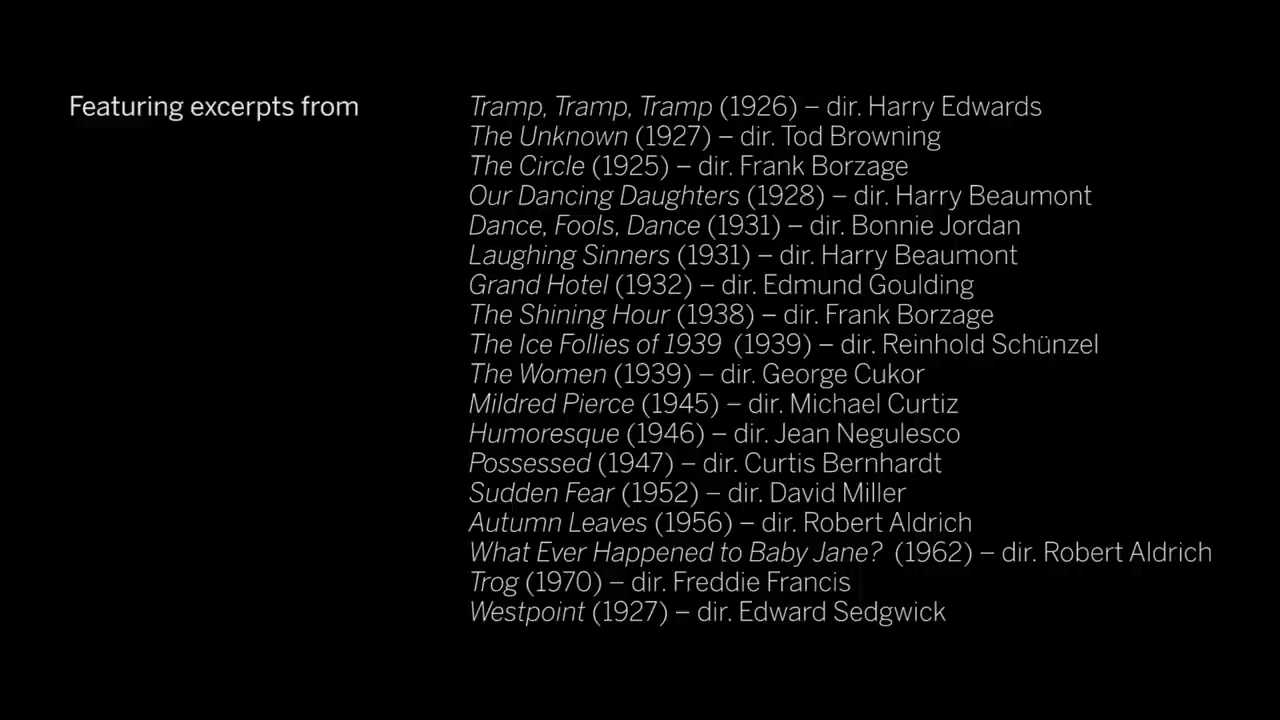 Featuring excerpts from
Tramp, Tramp, Tramp (1926) – dir. Harry Edwards
The Unknown (1927) – dir. Tod Browning
The Circle (1925) – dir. Frank Borzage
Our Dancing Daughters (1928) – dir. Harry Beaumont
Dance, Fools, Dance (1931) – dir. Bonnie Jordan
Laughing Sinners (1931) – dir. Harry Beaumont
Grand Hotel (1932) – dir. Edmund Goulding
The Shining Hour (1938) – dir. Frank Borzage
The Ice Follies of 1939 (1939) – dir. Reinhold Schünzel
The Women (1939) – dir. George Cukor
Mildred Pierce (1945) – dir. Michael Curtiz
Humoresque (1946) – dir. Jean Negulesco
Possessed (1947) – dir. Curtis Bernhardt
Sudden Fear (1952) – dir. David Miller
Autumn Leaves (1956) – dir. Robert Aldrich
What Ever Happened to Baby Jane? (1962) – dir. Robert Aldrich
Trog (1970) – dir. Freddie Francis
Westpoint (1927) – dir. Edward Sedgwick